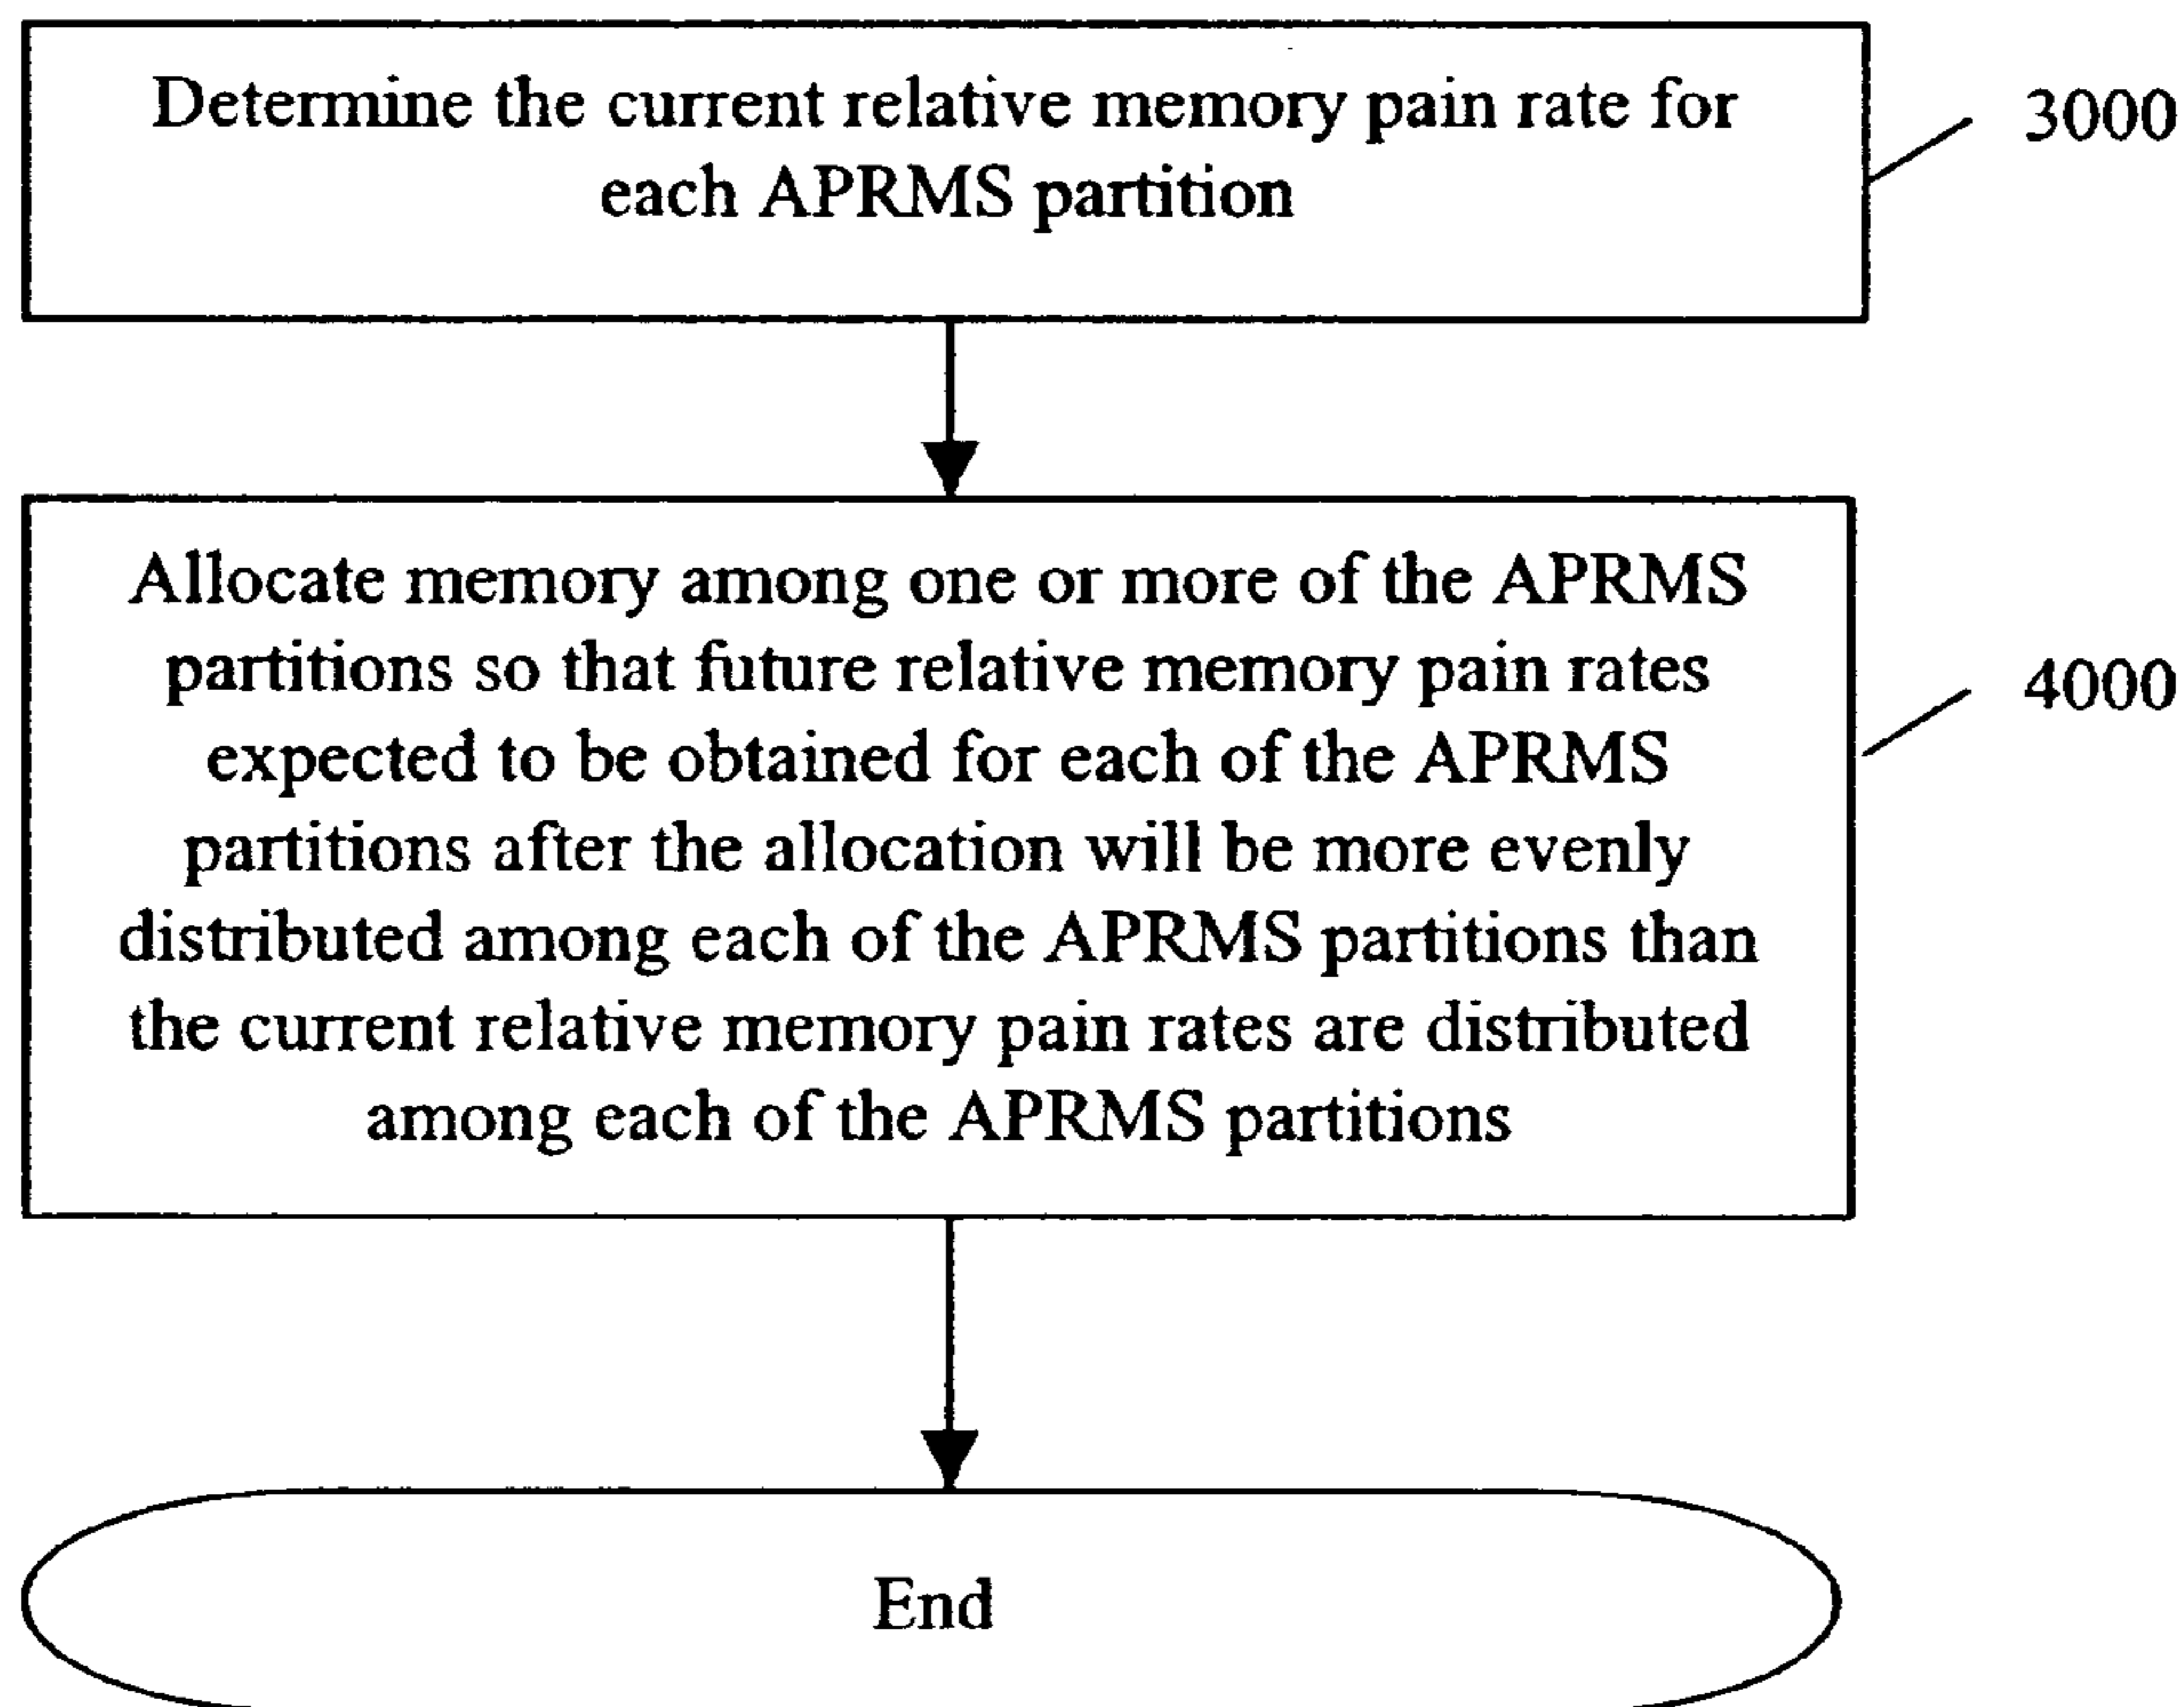 Determine the current relative memory pain rate for
each APRMS partition
3000
Allocate memory among one or more of the APRMS
partitions so that future relative memory pain rates
expected to be obtained for each of the APRMS
partitions after the allocation will be more evenly
distributed among each of the APRMS partitions than
the current relative memory pain rates are distributed
among each of the APRMS partitions
4000
End